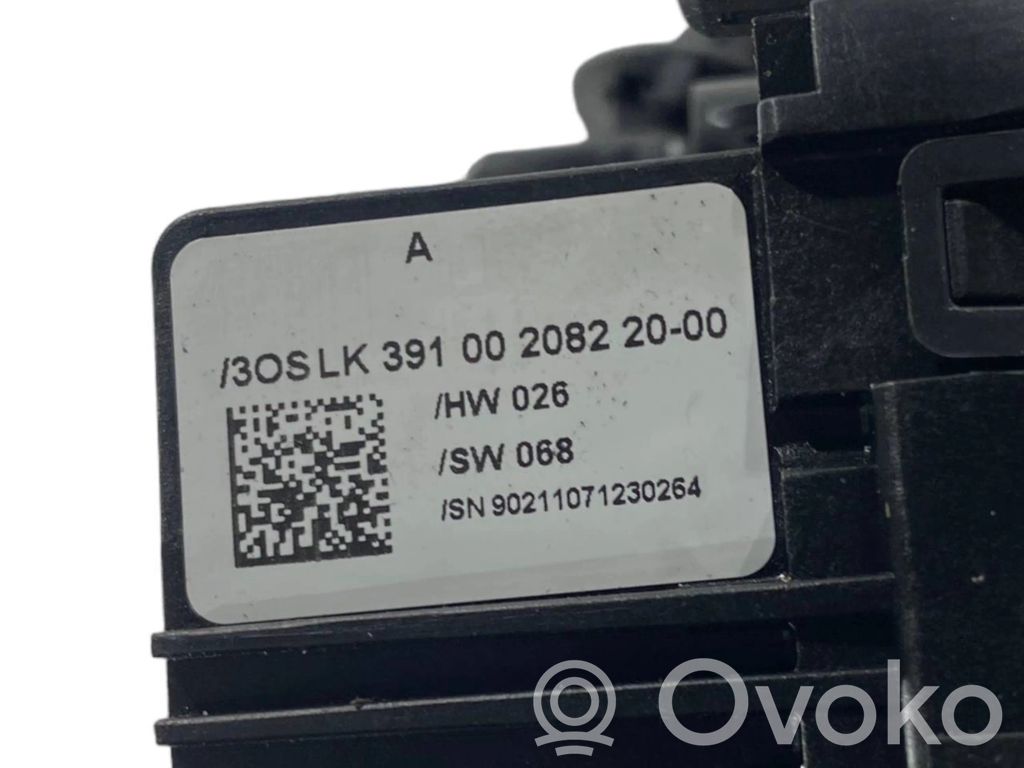 A
/3OS LK 391 00 2082 20-00
/HW 026
/SW 068
/SN 90211071230264
Ovoko